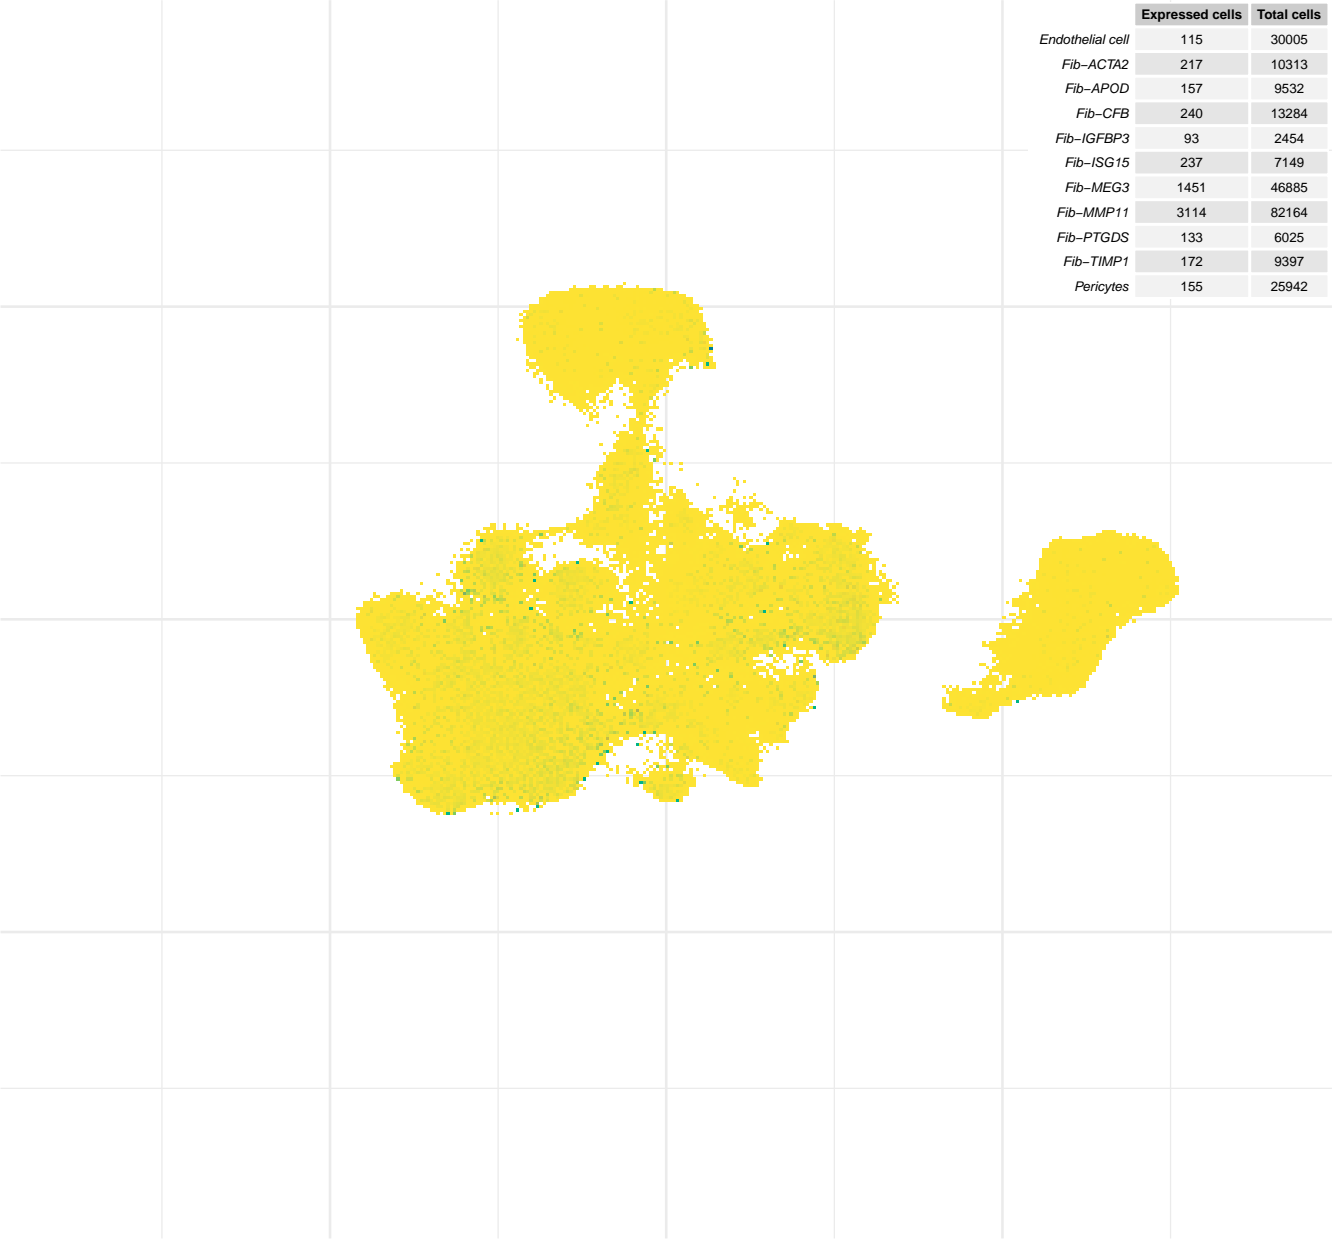 Expressed cells Total cells
Endothelial cell 115 30005
Fib−ACTA2 217 10313
Fib−APOD 157 9532
Fib−CFB 240 13284
Fib−IGFBP3 93 2454
Fib−ISG15 237 7149
Fib−MEG3 1451 46885
Fib−MMP11 3114 82164
Fib−PTGDS 133 6025
Fib−TIMP1 172 9397
Pericytes 155 25942